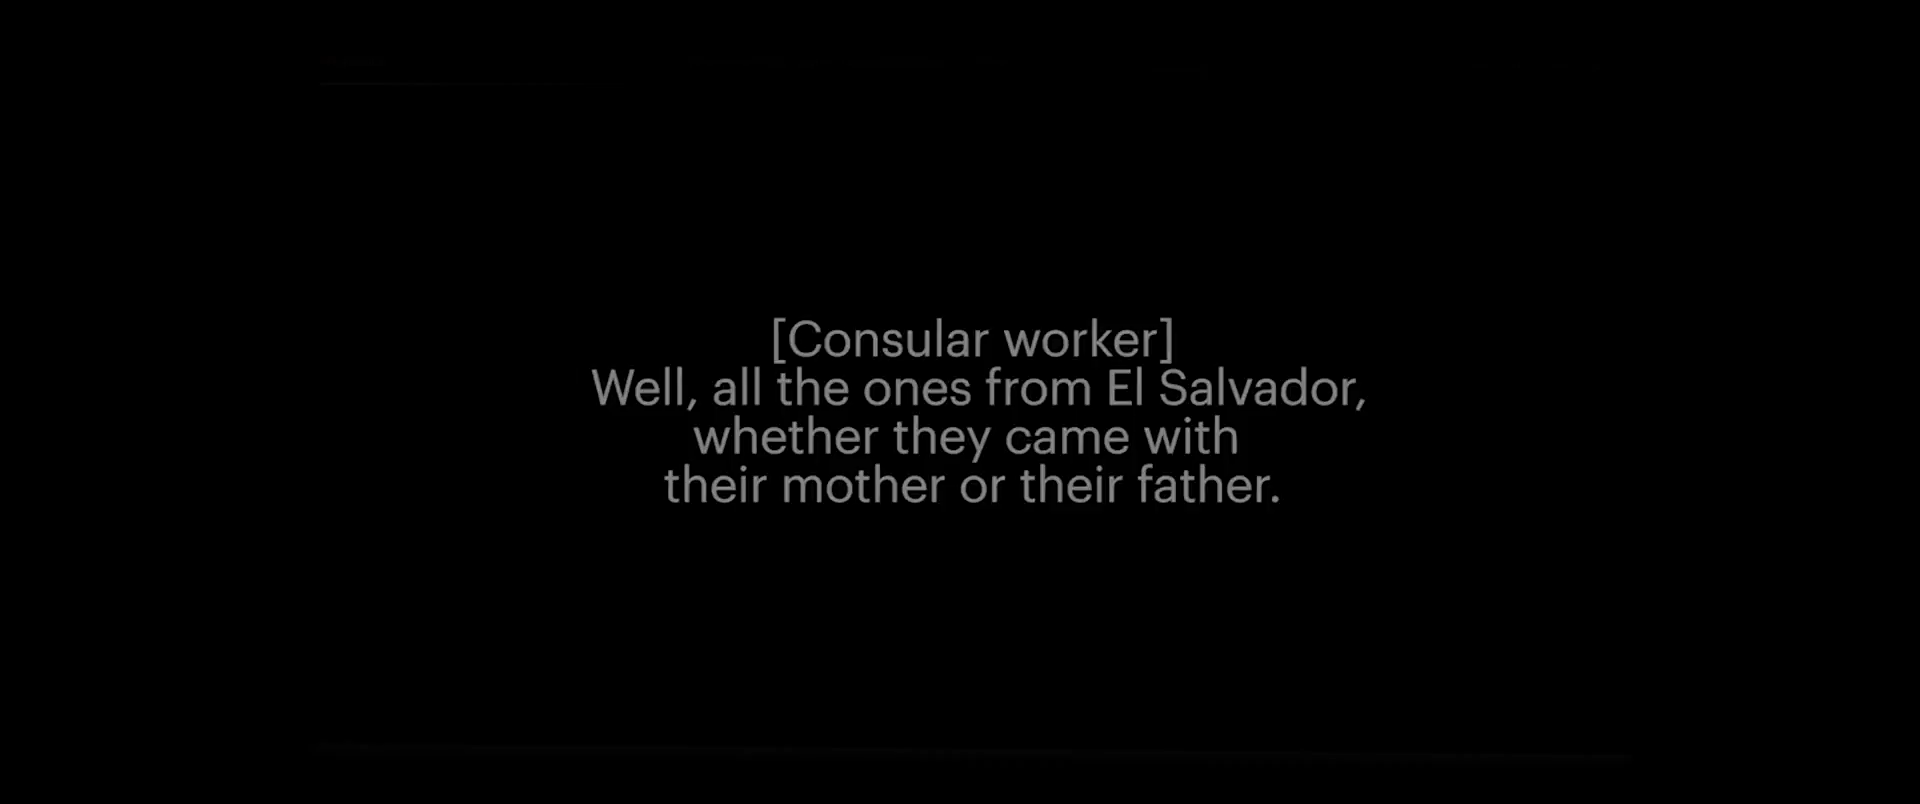 [Consular worker]
Well, all the ones from El Salvador,
whether they came with
their mother or their father.